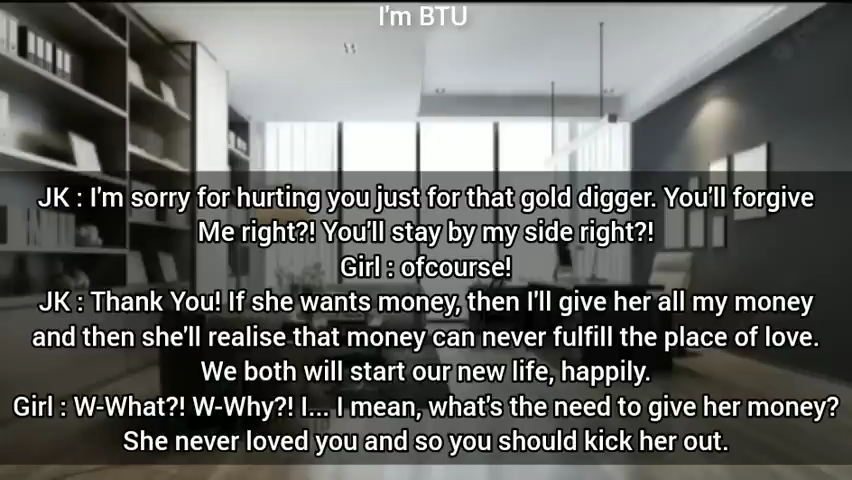 I'm BTU
JK : I'm sorry for hurting you just for that gold digger. You'll forgive
Me right?! You'll stay by my side right?!
Girl : ofcourse!
JK : Thank You! If she wants money, then I'll give her all my money
and then she'll realise that money can never fulfill the place of love.
We both will start our new life, happily.
Girl : W-What?! W-Why?! I... I mean, what's the need to give her money?
She never loved you and so you should kick her out.